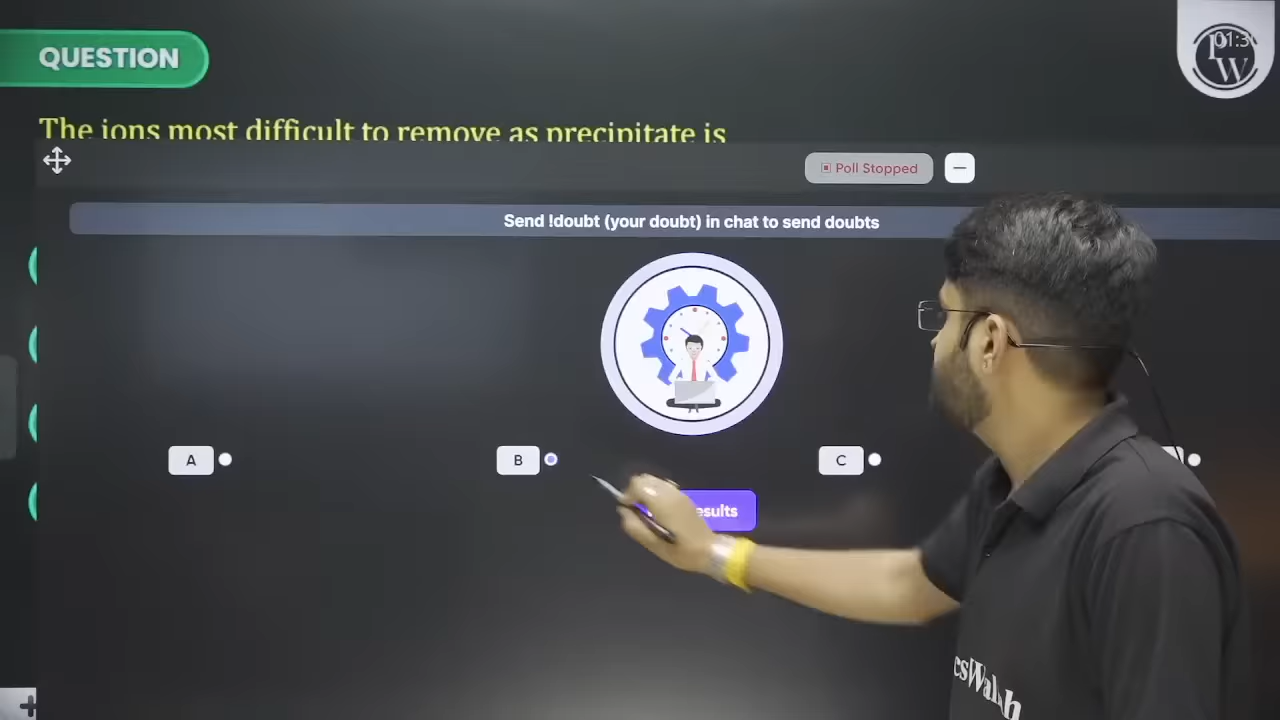 QUESTION
The ions most difficult to remove as precipitate is
Poll Stopped
Send !doubt (your doubt) in chat to send doubts
A
B
C
PW